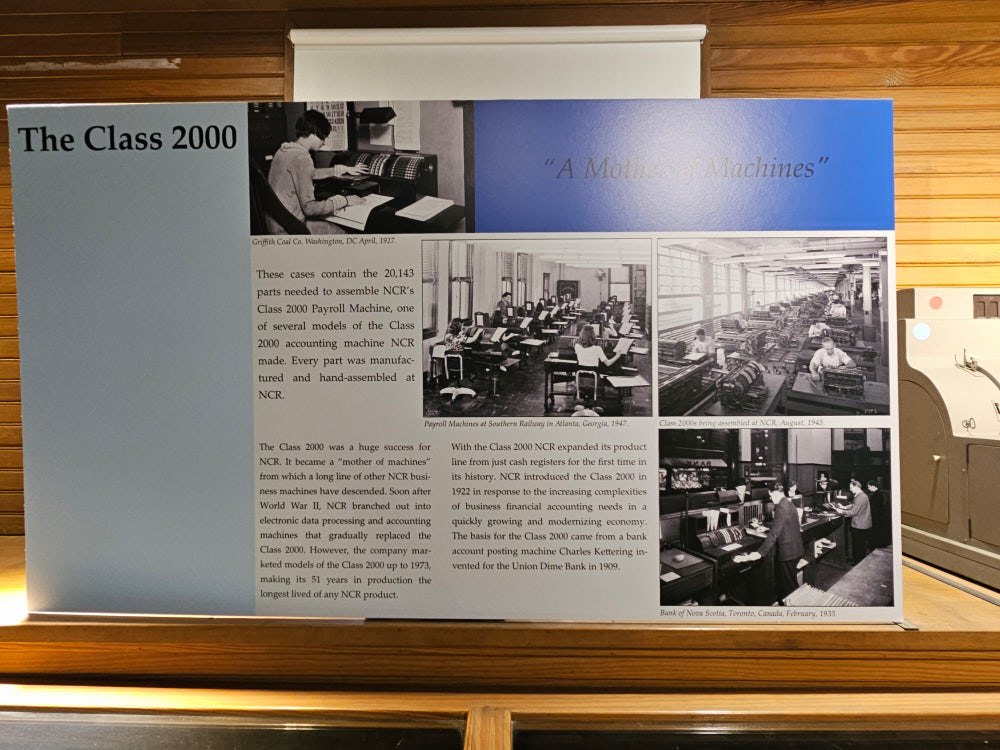 The Class 2000
“A Mother of Machines”
Griffith Coal Co. Washington, DC April, 1927.
These cases contain the 20,143
parts needed to assemble NCR’s
Class 2000 Payroll Machine, one
of several models of the Class
2000 accounting machine NCR
made. Every part was manufac-
tured and hand-assembled at
NCR.
Payroll Machines at Southern Railway in Atlanta, Georgia, 1947.
Class 2000s being assembled at NCR, August, 1945.
The Class 2000 was a huge success for
NCR. It became a “mother of machines”
from which a long line of other NCR busi-
ness machines have descended. Soon after
World War II, NCR branched out into
electronic data processing and accounting
machines that gradually replaced the
Class 2000. However, the company mar-
keted models of the Class 2000 up to 1973,
making its 51 years in production the
longest lived of any NCR product.
With the Class 2000 NCR expanded its product
line from just cash registers for the first time in
its history. NCR introduced the Class 2000 in
1922 in response to the increasing complexities
of business financial accounting needs in a
quickly growing and modernizing economy.
The basis for the Class 2000 came from a bank
account posting machine Charles Kettering in-
vented for the Union Dime Bank in 1909.
Bank of Nova Scotia, Toronto, Canada, February, 1935.